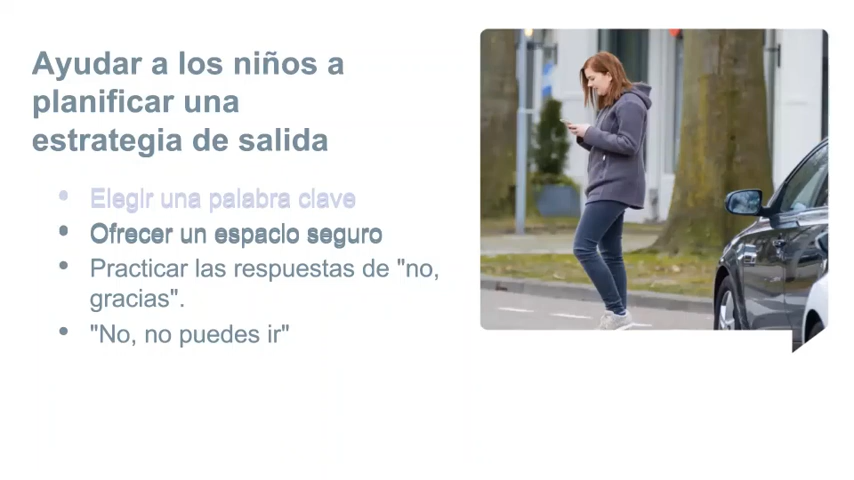 Ayudar a los niños a
planificar una
estrategia de salida
• Elegir una palabra clave
• Ofrecer un espacio seguro
• Practicar las respuestas de "no,
gracias".
• "No, no puedes ir"